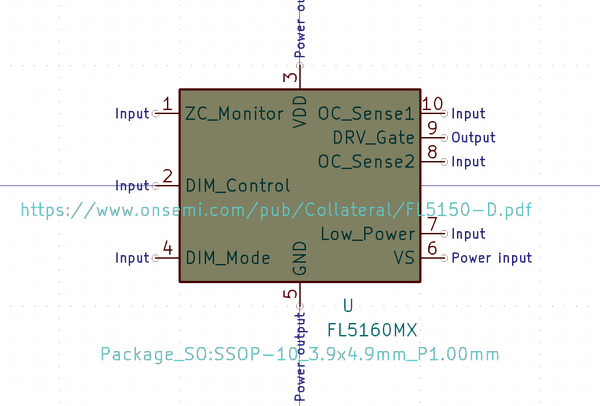 Power ou
3
1
Input
ZC_Monitor
VDD
OC_Sense1
10
Input
DRV_Gate
9
Output
OC_Sense2
8
Input
2
Input
DIM_Control
https://www.onsemi.com/pub/Collateral/FL5150-D.pdf
Low_Power
7
Input
4
Input
DIM_Mode
GND
VS
6
Power input
5
Power output
U
FL5160MX
Package_SO:SSOP-10_3.9x4.9mm_P1.00mm